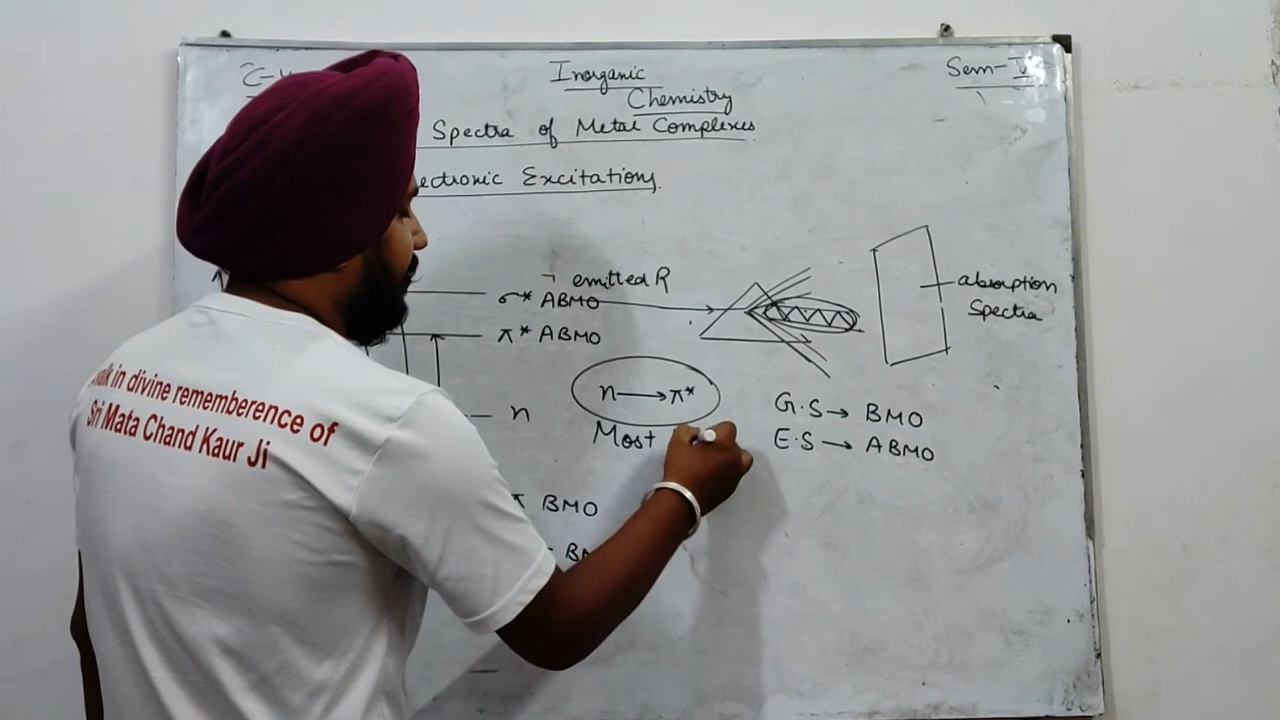 Inorganic
Chemistry
Sem-V
Spectra of Metal Complexes
ectronic Excitations.
emitted R
σ* ABMO
π* ABMO
n
n → π*
Most
absorption
Spectra
G.S → BMO
E.S → ABMO
π BMO
walk in divine rememberence of
Sri Mata Chand Kaur Ji